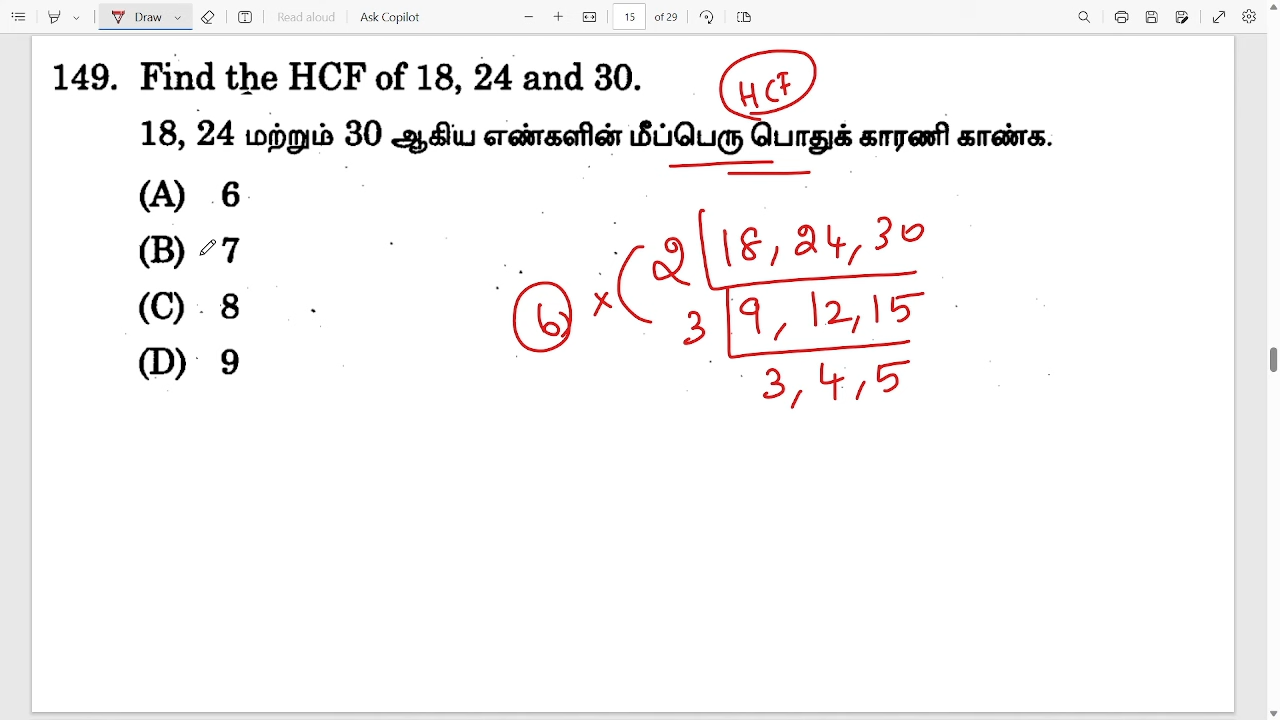 Draw
Read aloud
Ask Copilot
15
of 29
149. Find the HCF of 18, 24 and 30.
HCF
18, 24 மற்றும் 30 ஆகிய எண்களின் மீப்பெரு பொதுக் காரணி காண்க.
(A) 6
(B) 7
(C) 8
(D) 9
2 18, 24, 30
6 × (
3 9, 12, 15
3, 4, 5